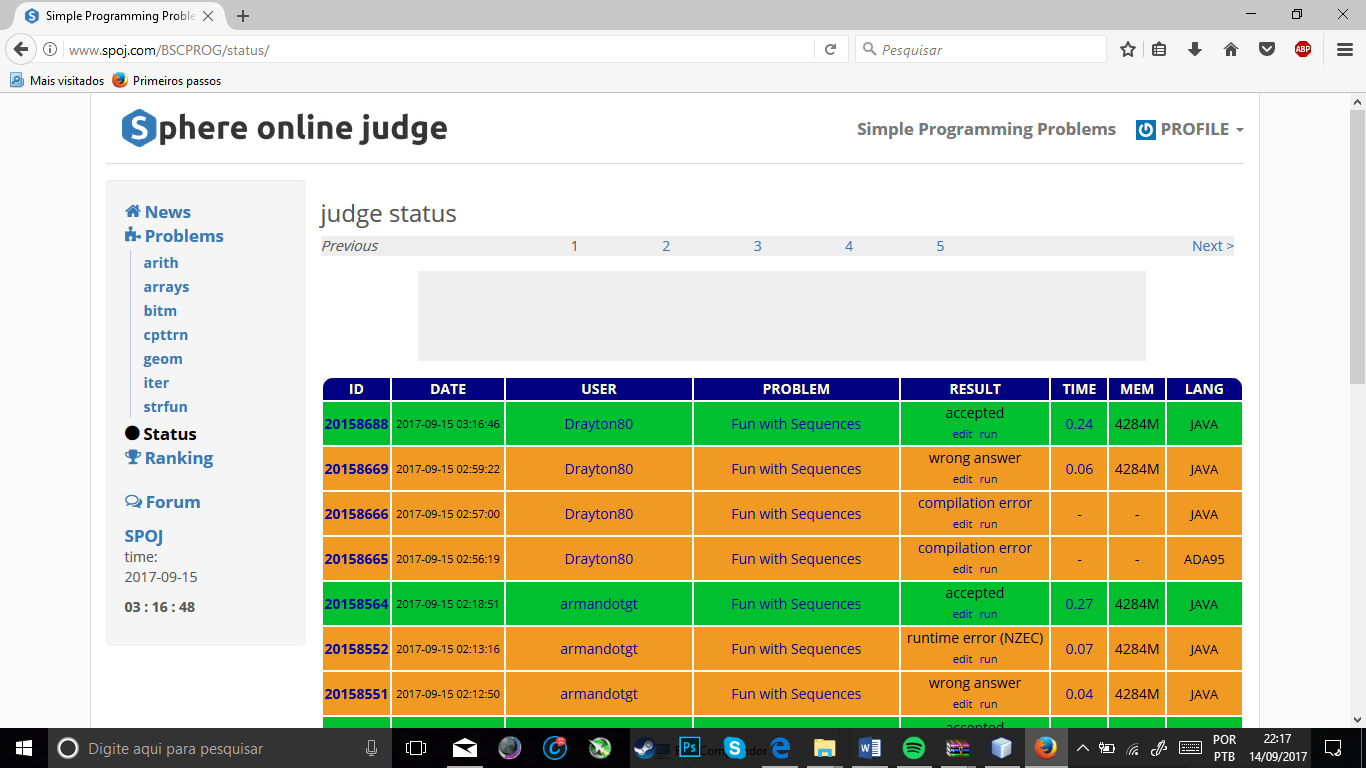 Simple Programming Proble
www.spoj.com/BSCPROG/status/
Pesquisar
ABP
Mais visitados Primeiros passos
Sphere online judge
Simple Programming Problems PROFILE
News
Problems
arith
arrays
bitm
cpttrn
geom
iter
strfun
Status
Ranking
Forum
SPOJ
time:
2017-09-15
03 : 16 : 48
judge status
Previous 1 2 3 4 5 Next >
ID DATE USER PROBLEM RESULT TIME MEM LANG
20158688 2017-09-15 03:16:46 Drayton80 Fun with Sequences accepted edit run 0.24 4284M JAVA
20158669 2017-09-15 02:59:22 Drayton80 Fun with Sequences wrong answer edit run 0.06 4284M JAVA
20158666 2017-09-15 02:57:00 Drayton80 Fun with Sequences compilation error edit run - - JAVA
20158665 2017-09-15 02:56:19 Drayton80 Fun with Sequences compilation error edit run - - ADA95
20158564 2017-09-15 02:18:51 armandotgt Fun with Sequences accepted edit run 0.27 4284M JAVA
20158552 2017-09-15 02:13:16 armandotgt Fun with Sequences runtime error (NZEC) edit run 0.07 4284M JAVA
20158551 2017-09-15 02:12:50 armandotgt Fun with Sequences wrong answer edit run 0.04 4284M JAVA
accepted
Digite aqui para pesquisar
Ps
POR
PTB
22:17
14/09/2017